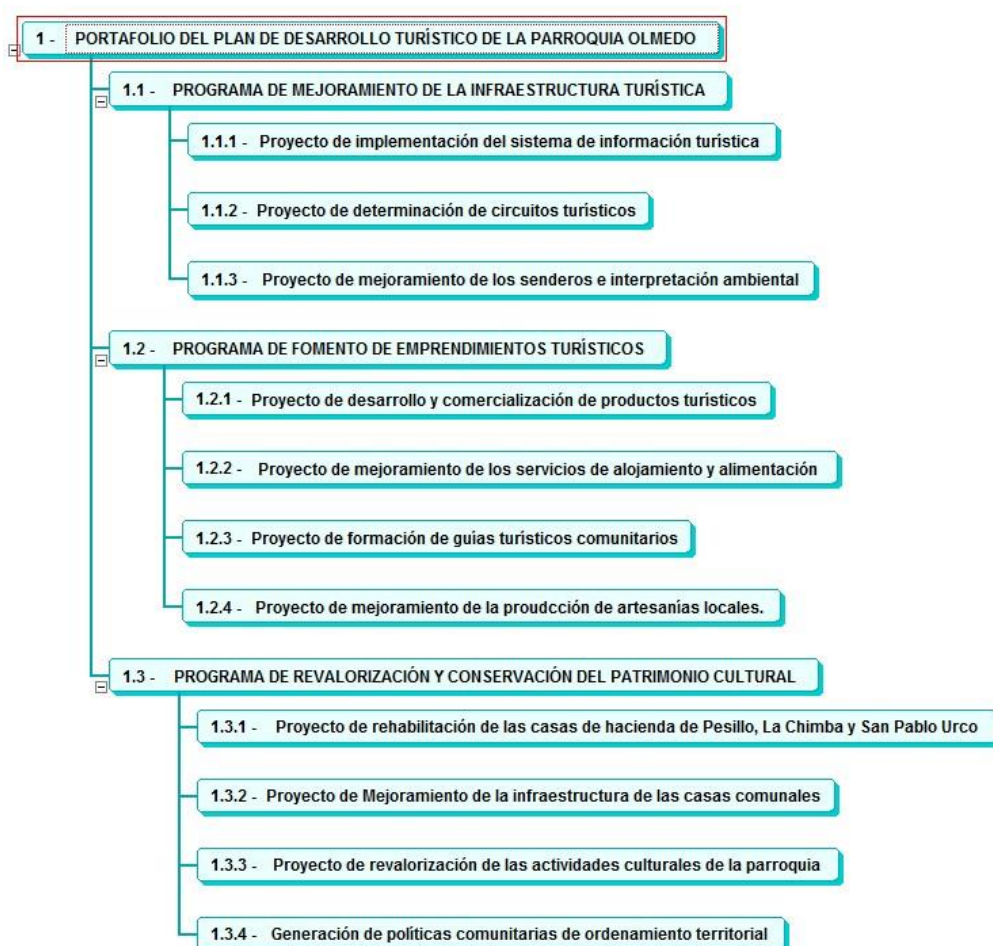 1 - PORTAFOLIO DEL PLAN DE DESARROLLO TURÍSTICO DE LA PARROQUIA OLMEDO
1.1 - PROGRAMA DE MEJORAMIENTO DE LA INFRAESTRUCTURA TURÍSTICA
1.1.1 - Proyecto de implementación del sistema de información turística
1.1.2 - Proyecto de determinación de circuitos turísticos
1.1.3 - Proyecto de mejoramiento de los senderos e interpretación ambiental
1.2 - PROGRAMA DE FOMENTO DE EMPRENDIMIENTOS TURÍSTICOS
1.2.1 - Proyecto de desarrollo y comercialización de productos turísticos
1.2.2 - Proyecto de mejoramiento de los servicios de alojamiento y alimentación
1.2.3 - Proyecto de formación de guías turísticos comunitarios
1.2.4 - Proyecto de mejoramiento de la proudcción de artesanías locales.
1.3 - PROGRAMA DE REVALORIZACIÓN Y CONSERVACIÓN DEL PATRIMONIO CULTURAL
1.3.1 - Proyecto de rehabilitación de las casas de hacienda de Pesillo, La Chimba y San Pablo Urco
1.3.2 - Proyecto de Mejoramiento de la infraestructura de las casas comunales
1.3.3 - Proyecto de revalorización de las actividades culturales de la parroquia
1.3.4 - Generación de políticas comunitarias de ordenamiento territorial